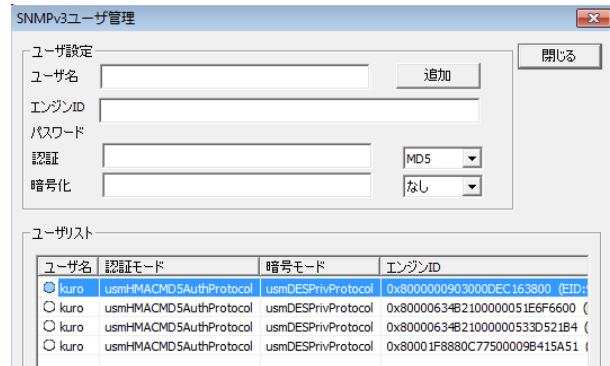 SNMPv3ユーザ管理
ユーザ設定
閉じる
ユーザ名
追加
エンジンID
パスワード
認証
MD5
暗号化
なし
ユーザリスト
ユーザ名 認証モード 暗号モード エンジンID
kuro usmHMACMD5AuthProtocol usmDESPrivProtocol 0x8000000903000DEC163800 (EID:
kuro usmHMACMD5AuthProtocol usmDESPrivProtocol 0x80000634B2100000051E6F6600 (
kuro usmHMACMD5AuthProtocol usmDESPrivProtocol 0x80000634B21000000533D521B4 (
kuro usmHMACMD5AuthProtocol usmDESPrivProtocol 0x80001F8880C77500009B415A51 (